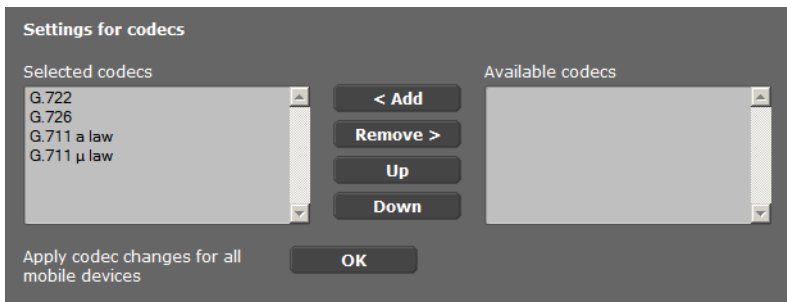 Settings for codecs
Selected codecs
Available codecs
G.722
G.726
G.711 a law
G.711 µ law
< Add
Remove >
Up
Down
Apply codec changes for all
mobile devices
OK